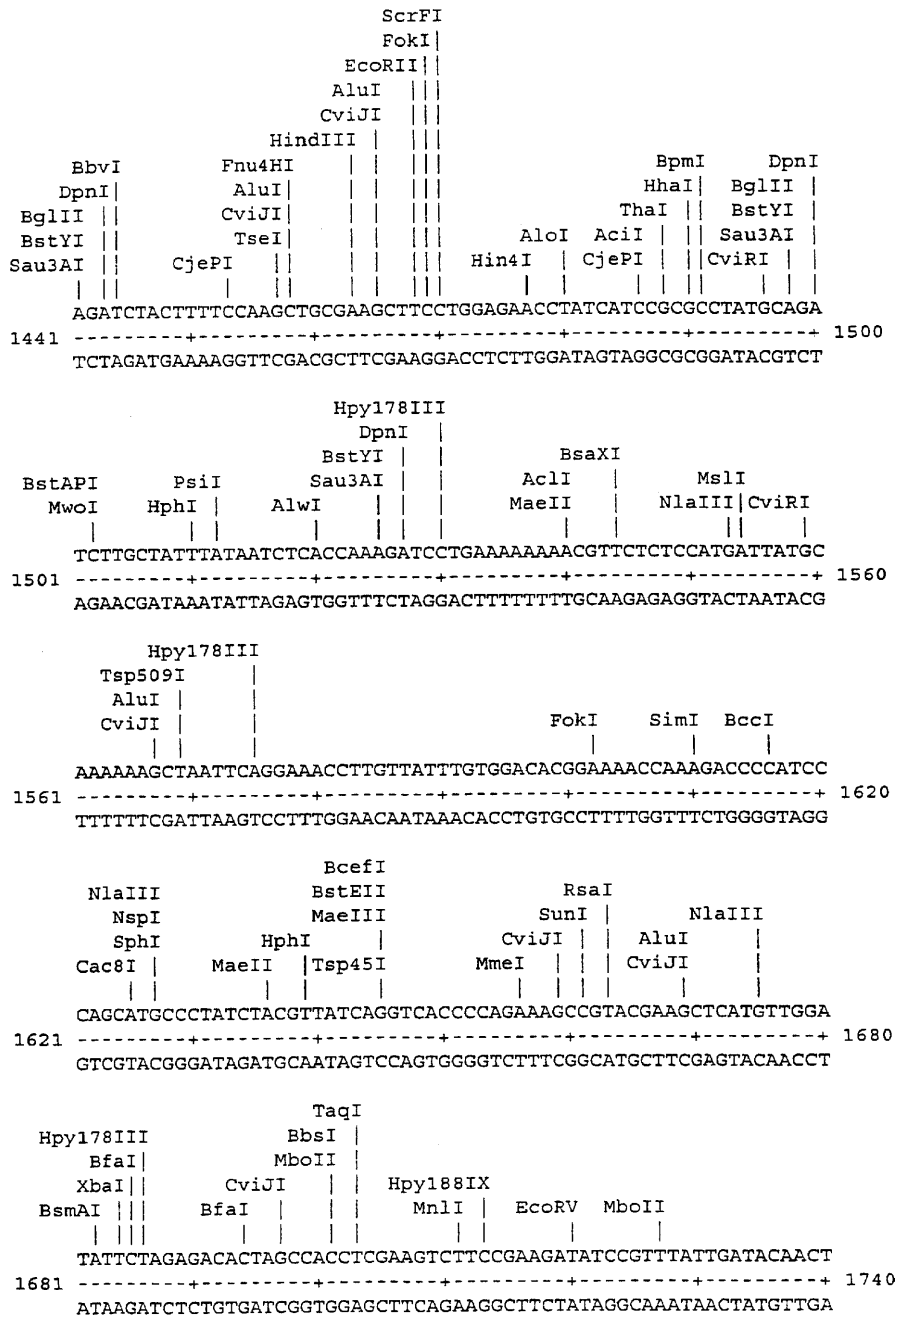 ScrFI
FokI|
EcoRII||
AluI | ||
CviJI | ||
HindIII | | |||
BbvI Fnu4HI | | ||| BpmI DpnI
DpnI| AluI| | | ||| HhaI| BglII |
BglII || CviJI| | | ||| ThaI || BstYI |
BstYI || TseI| | | ||| AloI AciI | || Sau3AI |
Sau3AI || CjePI || | | ||| Hin4I | CjePI | || CviRI | |
| || | || | | ||| | | | | || | | |
AGATCTACTTTTCCAAGCTGCGAAGCTTCCTGGAGAACCTATCATCCGCGCCTATGCAGA
1441 ---------+---------+---------+---------+---------+---------+ 1500
TCTAGATGAAAAGGTTCGACGCTTCGAAGGACCTCTTGGATAGTAGGCGCGGATACGTCT
Hpy178III
DpnI |
BstYI | | BsaXI
BstAPI PsiI Sau3AI | | AclI | MslI
MwoI HphI | AlwI | | | MaeII | NlaIII|CviRI
| | | | | | | | | || |
TCTTGCTATTTATAATCTCACCAAAGATCCTGAAAAAAAACGTTCTCTCCATGATTATGC
1501 ---------+---------+---------+---------+---------+---------+ 1560
AGAACGATAAATATTAGAGTGGTTTCTAGGACTTTTTTTTGCAAGAGAGGTACTAATACG
Hpy178III
Tsp509I |
AluI | |
CviJI | | FokI SimI BccI
| | | | | |
AAAAAAGCTAATTCAGGAAACCTTGTTATTTGTGGACACGGAAAACCAAAGACCCCATCC
1561 ---------+---------+---------+---------+---------+---------+ 1620
TTTTTTCGATTAAGTCCTTTGGAACAATAAACACCTGTGCCTTTTGGTTTCTGGGGTAGG
BcefI
NlaIII BstEII RsaI
NspI MaeIII SunI | NlaIII
SphI HphI | CviJI | | AluI |
Cac8I | MaeII |Tsp45I MmeI | | | CviJI |
| | | | | | | | | | |
CAGCATGCCCTATCTACGTTATCAGGTCACCCCAGAAAGCCGTACGAAGCTCATGTTGGA
1621 ---------+---------+---------+---------+---------+---------+ 1680
GTCGTACGGGATAGATGCAATAGTCCAGTGGGGTCTTTCGGCATGCTTCGAGTACAACCT
TaqI
Hpy178III BbsI |
BfaI| MboII |
XbaI|| CviJI | | Hpy188IX
BsmAI ||| BfaI | | | MnlI | EcoRV MboII
| ||| | | | | | | | |
TATTCTAGAGACACTAGCCACCTCGAAGTCTTCCGAAGATATCCGTTTATTGATACAACT
1681 ---------+---------+---------+---------+---------+---------+ 1740
ATAAGATCTCTGTGATCGGTGGAGCTTCAGAAGGCTTCTATAGGCAAATAACTATGTTGA